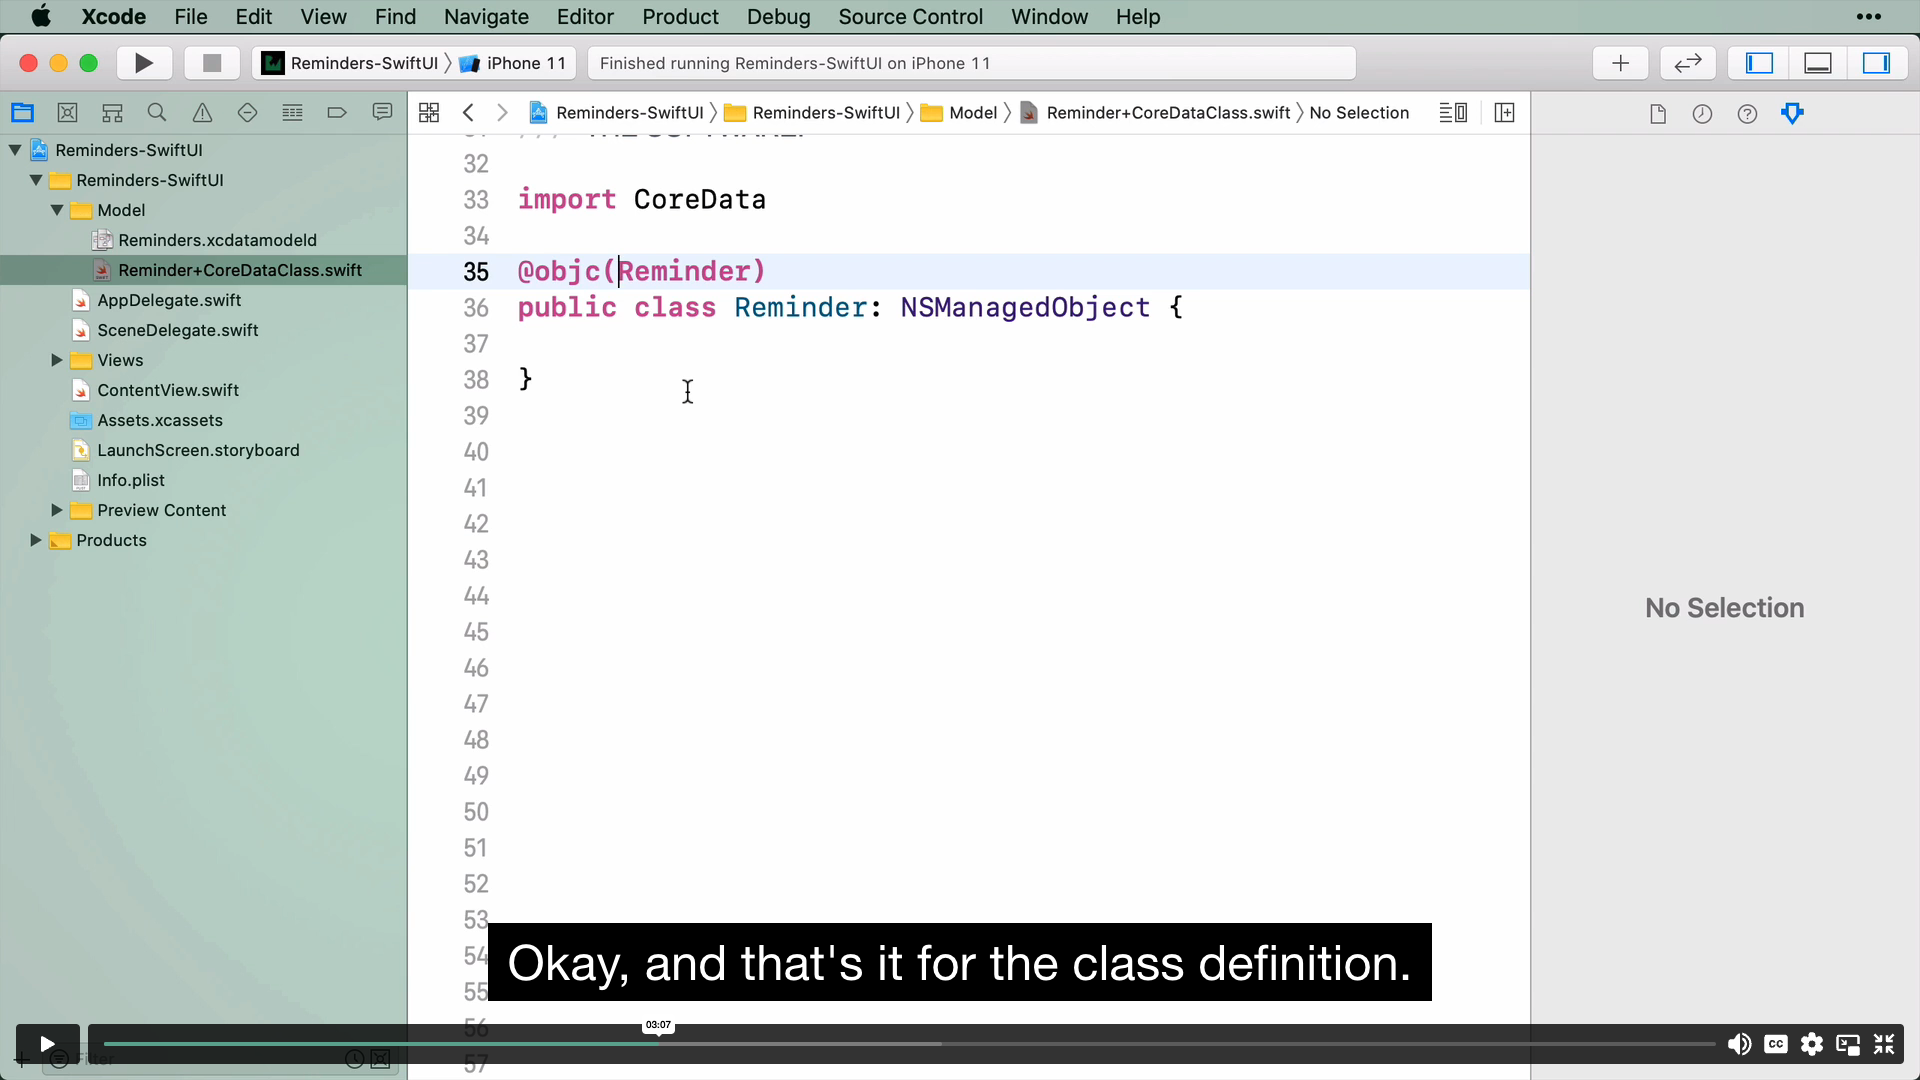 Xcode File Edit View Find Navigate Editor Product Debug Source Control Window Help
Reminders-SwiftUI iPhone 11
Finished running Reminders-SwiftUI on iPhone 11
Reminders-SwiftUI Reminders-SwiftUI Model Reminder+CoreDataClass.swift No Selection
Reminders-SwiftUI
Reminders-SwiftUI
Model
Reminders.xcdatamodeld
Reminder+CoreDataClass.swift
AppDelegate.swift
SceneDelegate.swift
Views
ContentView.swift
Assets.xcassets
LaunchScreen.storyboard
Info.plist
Preview Content
Products
Filter
32
33 import CoreData
34
35 @objc(Reminder)
36 public class Reminder: NSManagedObject {
37
38 }
39
40
41
42
43
44
45
46
47
48
49
50
51
52
53
54
55
56
57
No Selection
Okay, and that's it for the class definition.
03:07
CC